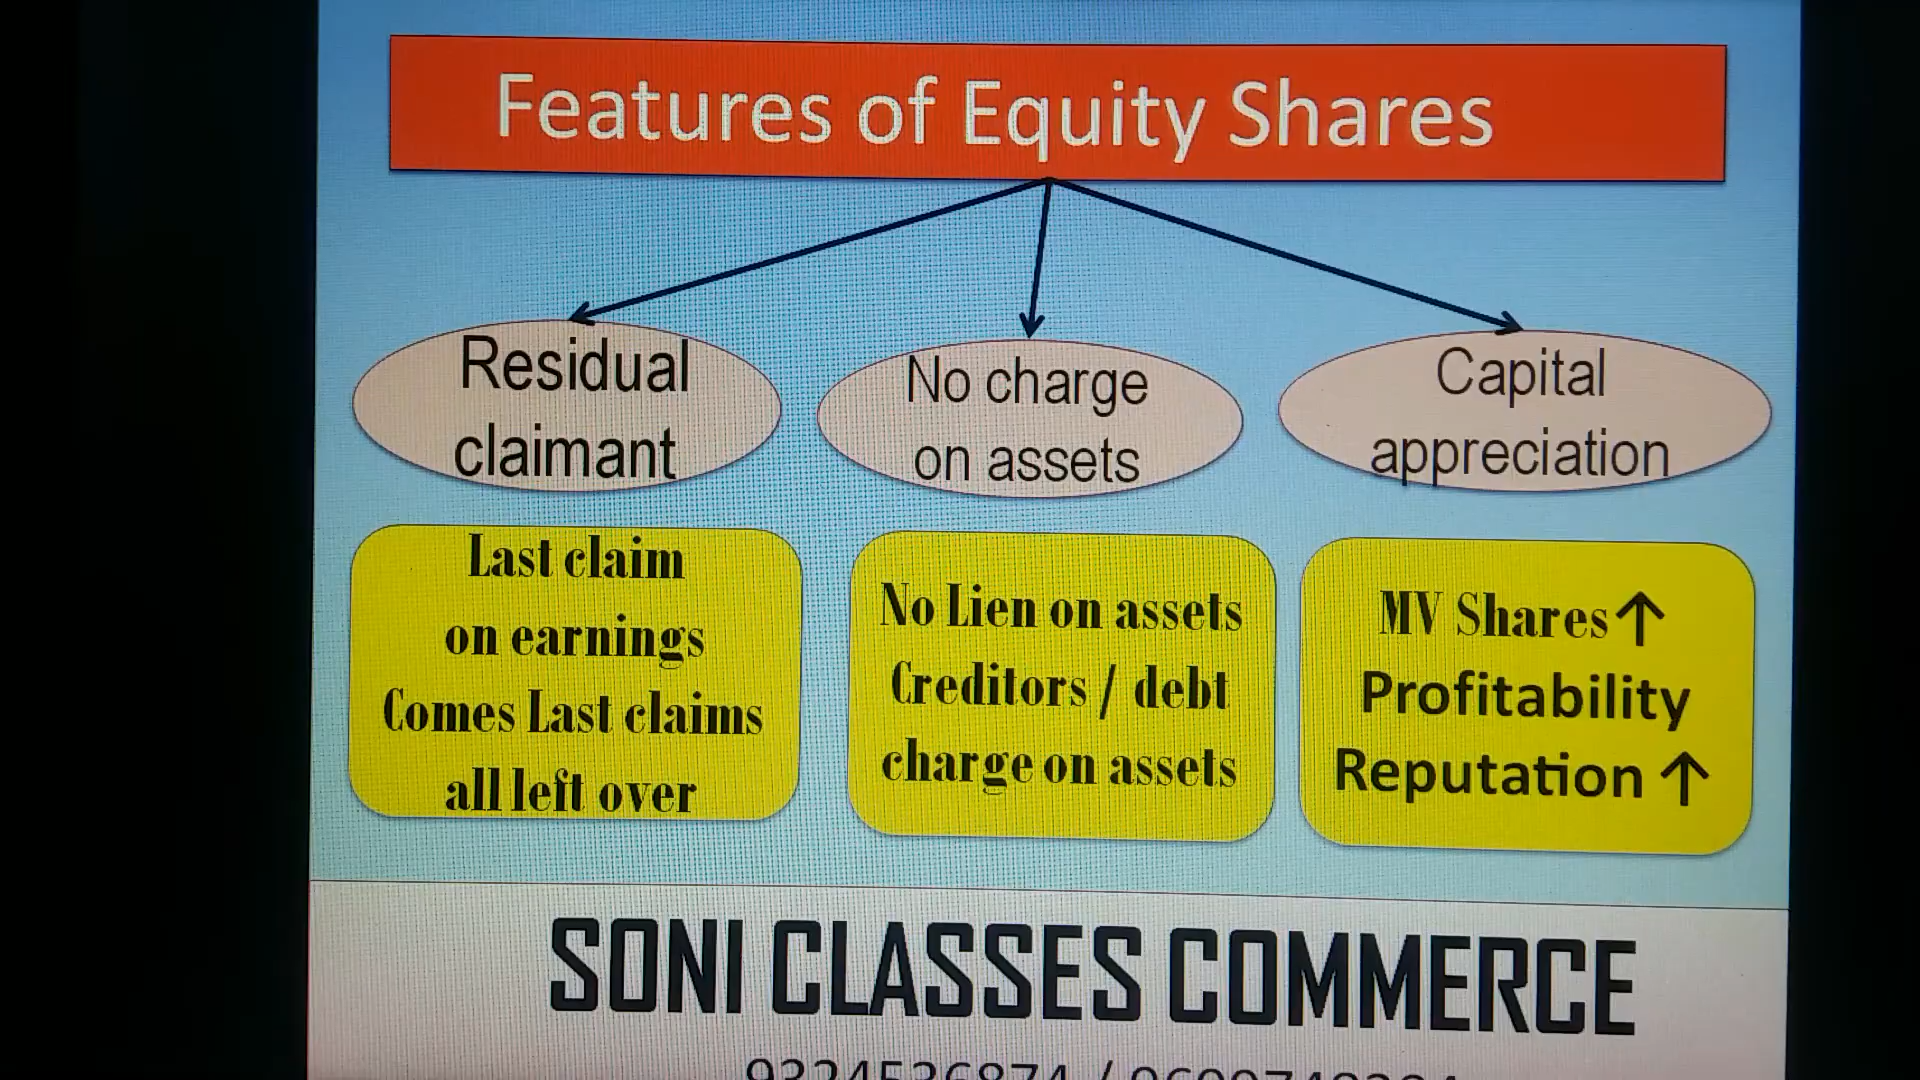 Features of Equity Shares
Residual
claimant
No charge
on assets
Capital
appreciation
Last claim
on earnings
Comes Last claims
all left over
No Lien on assets
Creditors / debt
charge on assets
MV Shares↑
Profitability
Reputation ↑
SONI CLASSES COMMERCE